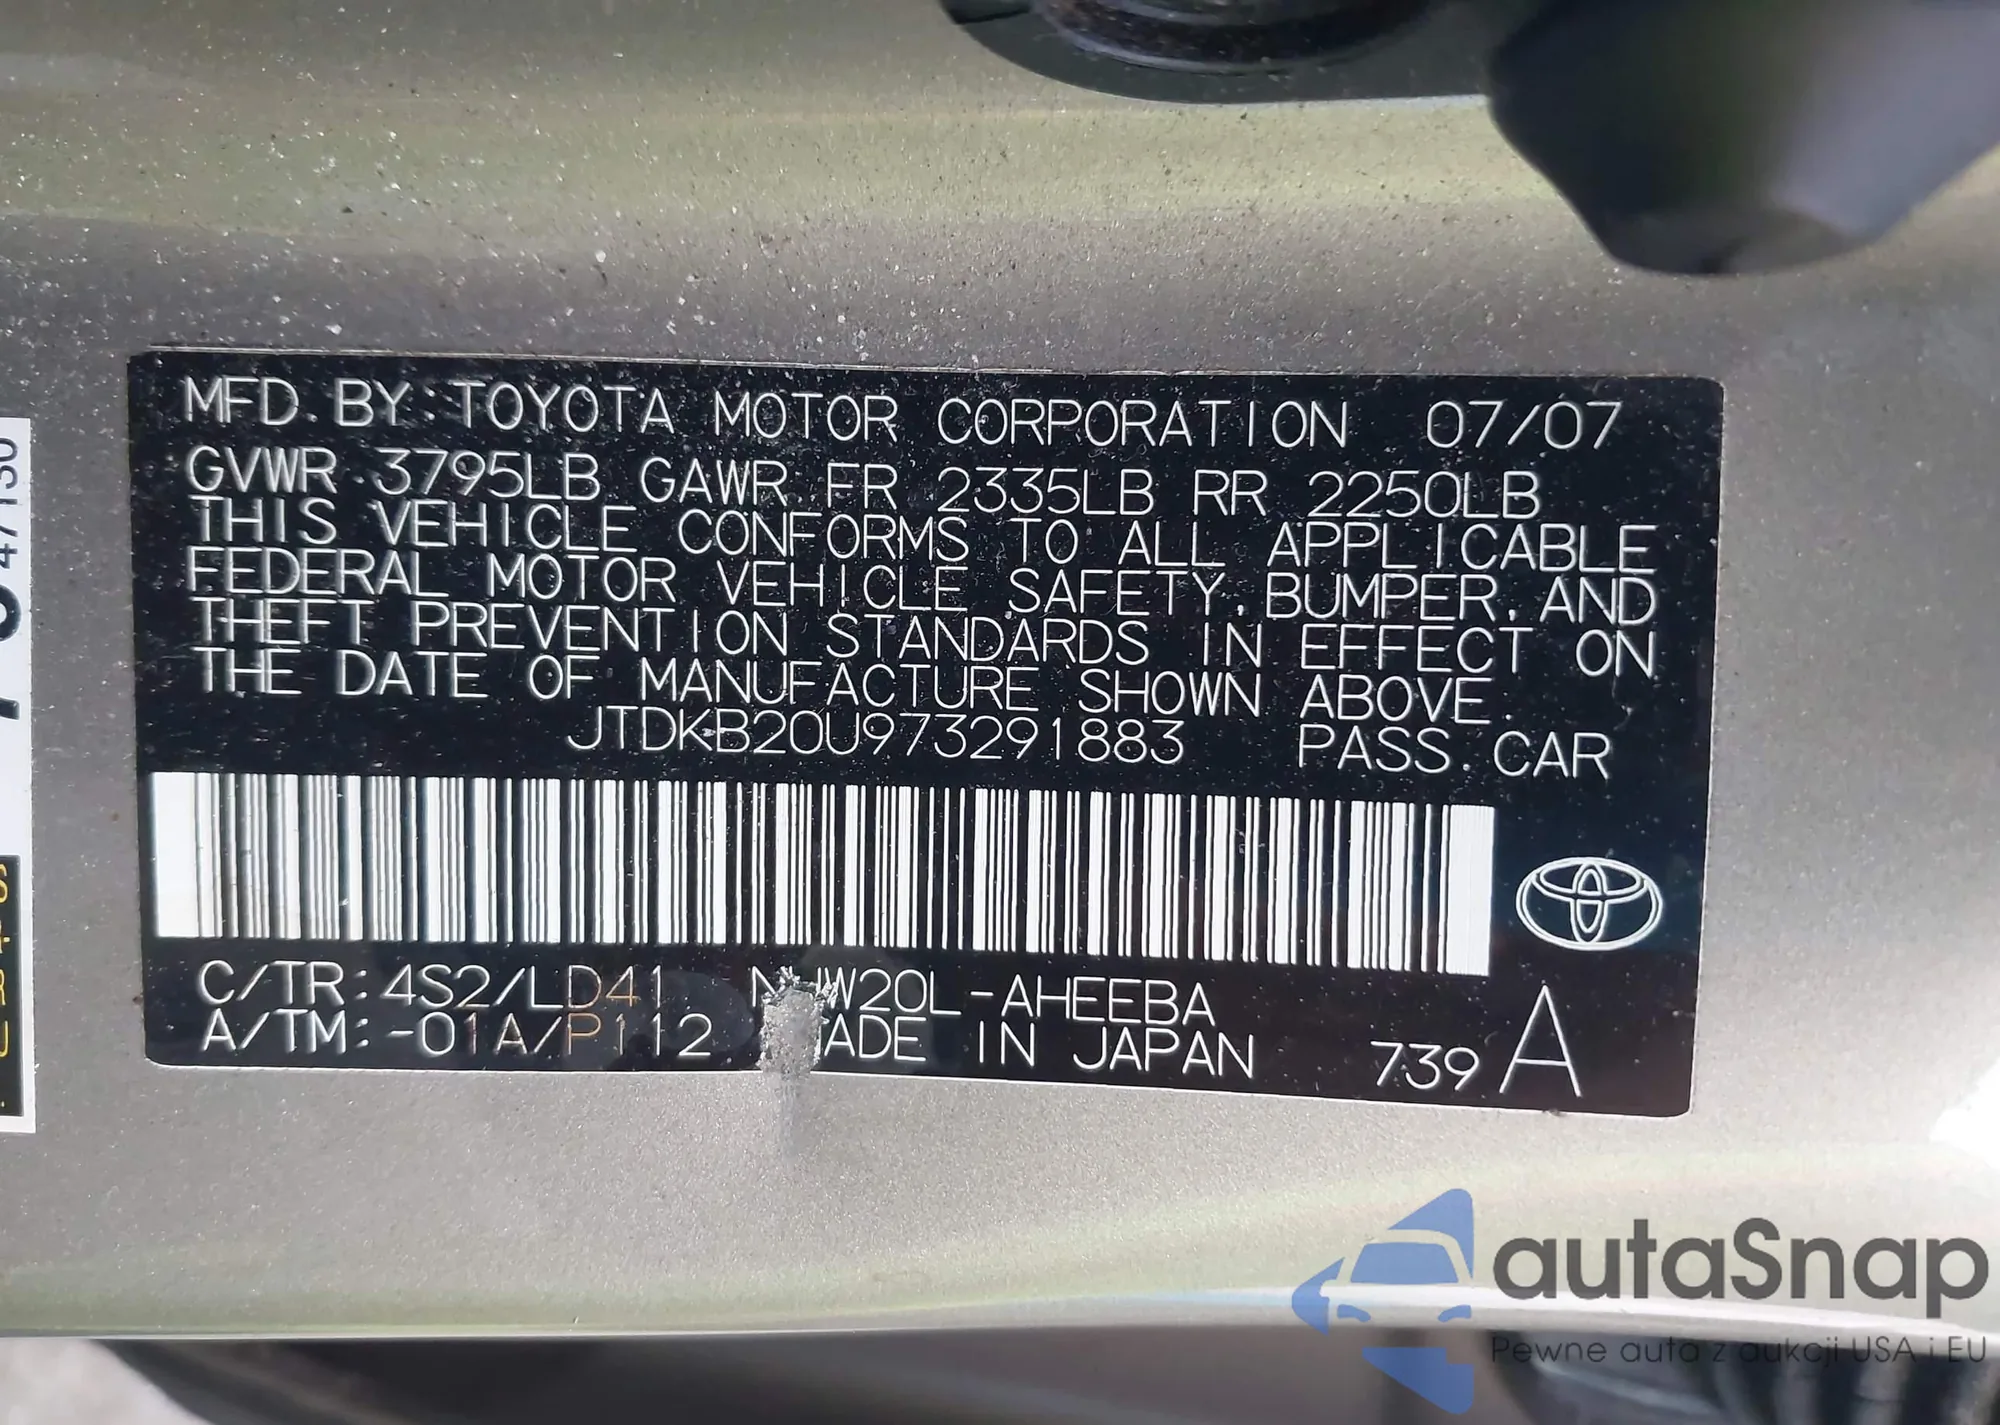 MFD. BY: TOYOTA MOTOR CORPORATION 07/07
GVWR 3795LB GAWR FR 2335LB RR 2250LB
THIS VEHICLE CONFORMS TO ALL APPLICABLE
FEDERAL MOTOR VEHICLE SAFETY, BUMPER, AND
THEFT PREVENTION STANDARDS IN EFFECT ON
THE DATE OF MANUFACTURE SHOWN ABOVE.
JTDKB20U973291883 PASS. CAR
C/TR: 4S2/LD41 W20L-AHEEBA
A/TM: -01A/P112 ADE IN JAPAN 739 A
47130
autaSnap
Pewne auta z aukcji USA i EU